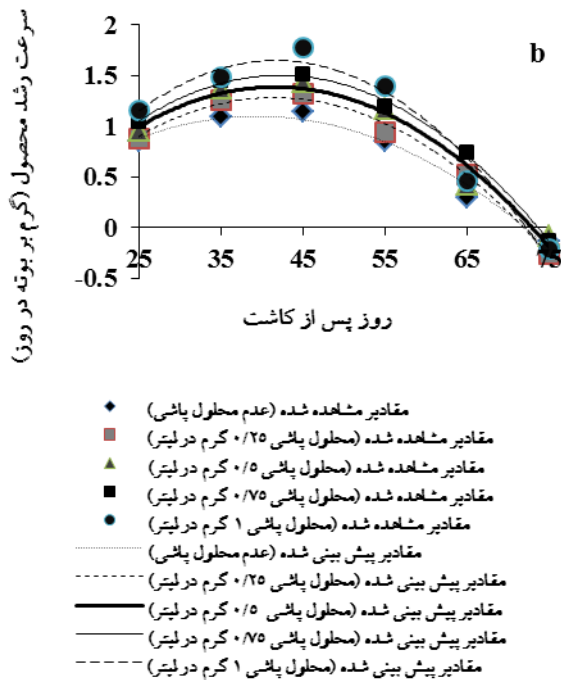 سرعت رشد محصول (گرم بر بوته در روز)
b
2
1.5
1
0.5
0
-0.5
25 35 45 55 65 75
روز پس از کاشت
مقادیر مشاهده شده (عدم محلول پاشی)
مقادیر مشاهده شده (محلول پاشی ۰/۲۵ گرم در لیتر)
مقادیر مشاهده شده (محلول پاشی ۰/۵ گرم در لیتر)
مقادیر مشاهده شده (محلول پاشی ۰/۷۵ گرم در لیتر)
مقادیر مشاهده شده (محلول پاشی ۱ گرم در لیتر)
مقادیر پیش بینی شده (عدم محلول پاشی)
مقادیر پیش بینی شده (محلول پاشی ۰/۲۵ گرم در لیتر)
مقادیر پیش بینی شده (محلول پاشی ۰/۵ گرم در لیتر)
مقادیر پیش بینی شده (محلول پاشی ۰/۷۵ گرم در لیتر)
مقادیر پیش بینی شده (محلول پاشی ۱ گرم در لیتر)